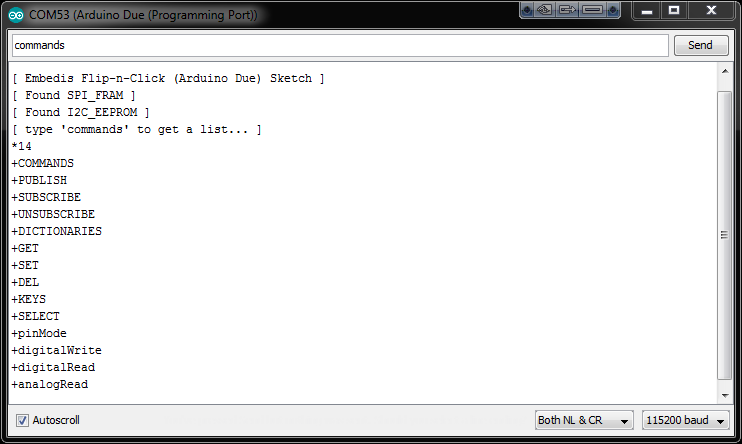 COM53 (Arduino Due (Programming Port))
commands
Send
[ Embedis Flip-n-Click (Arduino Due) Sketch ]
[ Found SPI_FRAM ]
[ Found I2C_EEPROM ]
[ type 'commands' to get a list... ]
*14
+COMMANDS
+PUBLISH
+SUBSCRIBE
+UNSUBSCRIBE
+DICTIONARIES
+GET
+SET
+DEL
+KEYS
+SELECT
+pinMode
+digitalWrite
+digitalRead
+analogRead
Autoscroll
Both NL & CR
115200 baud